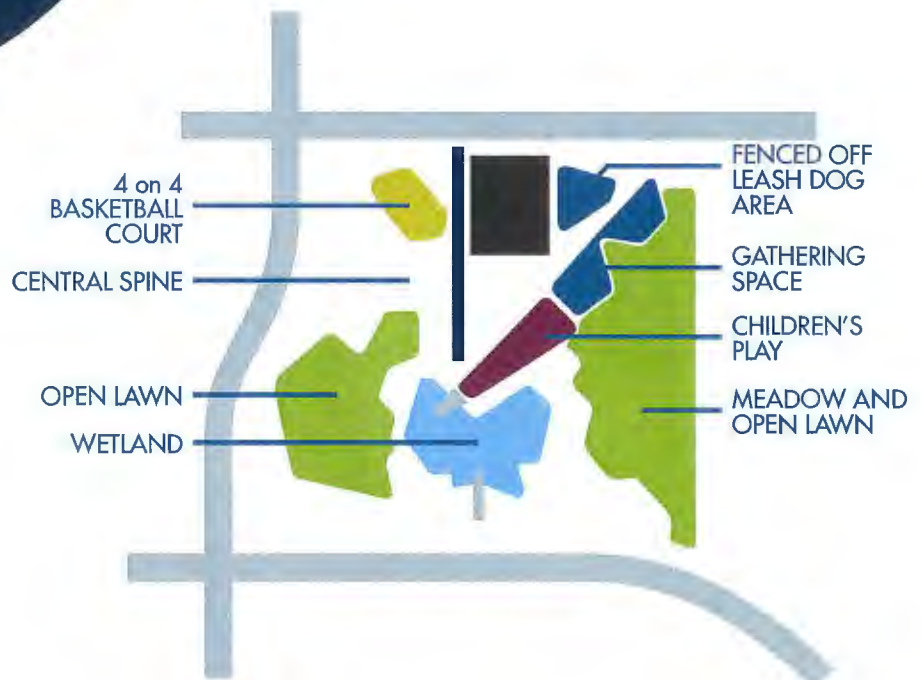 4 on 4
BASKETBALL
COURT
CENTRAL SPINE
OPEN LAWN
WETLAND
FENCED OFF
LEASH DOG
AREA
GATHERING
SPACE
CHILDREN'S
PLAY
MEADOW AND
OPEN LAWN